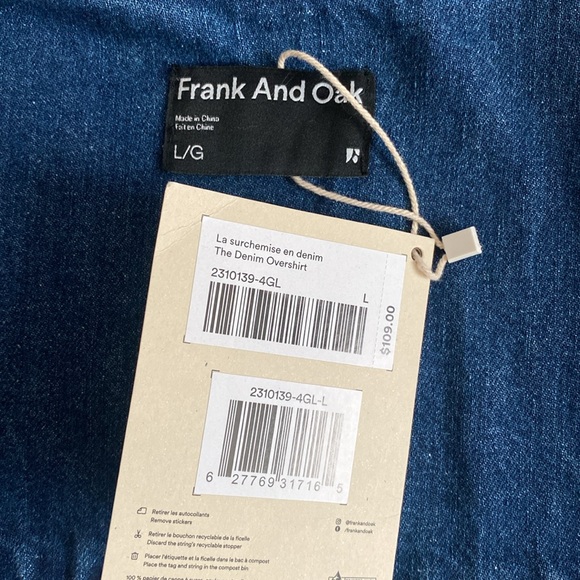 Frank And Oak
Made in China
Fait en Chine
L/G
La surchemise en denim
The Denim Overshirt
2310139-4GL
L
$109.00
2310139-4GL-L
6 27769 31716 5
Retirer les autocollants
Remove stickers
@frankandoak
/frankandoak
Retirer le bouchon recyclable de la ficelle
Discard the string's recyclable stopper
Placer l'étiquette et la ficelle dans le bac à compost
Place the tag and string in the compost bin
100 % papier de